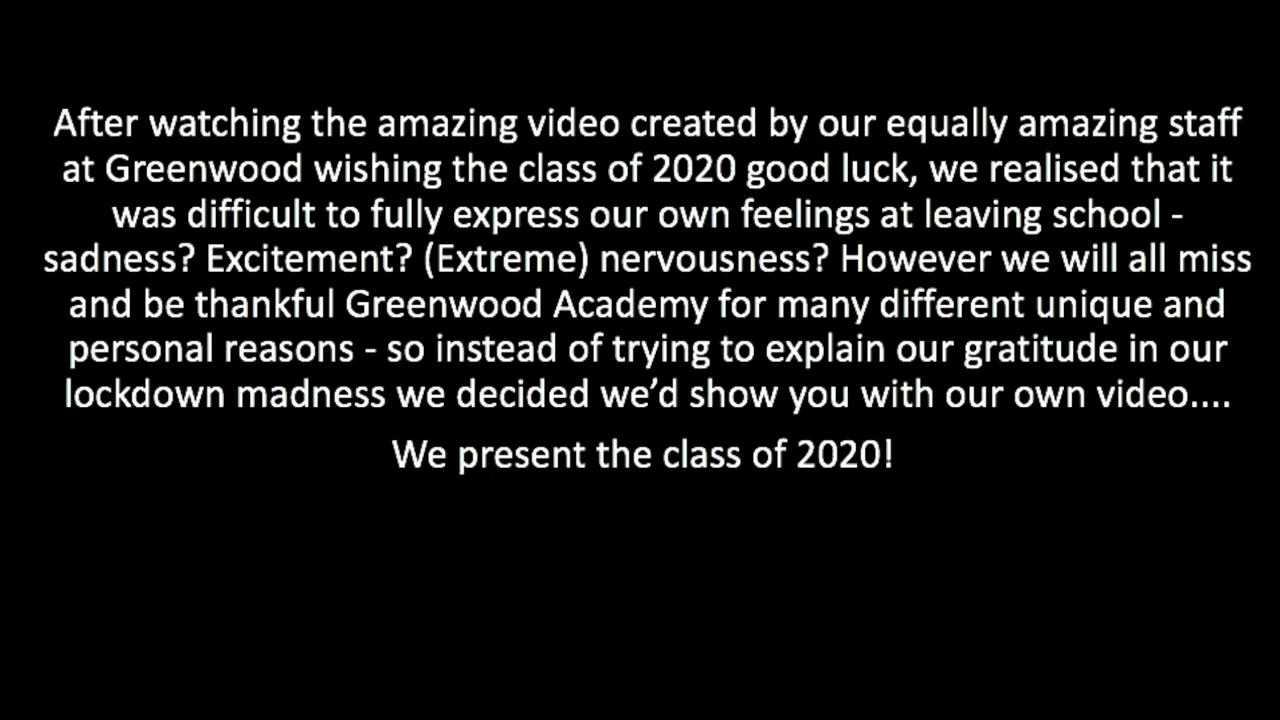 After watching the amazing video created by our equally amazing staff
at Greenwood wishing the class of 2020 good luck, we realised that it
was difficult to fully express our own feelings at leaving school -
sadness? Excitement? (Extreme) nervousness? However we will all miss
and be thankful Greenwood Academy for many different unique and
personal reasons - so instead of trying to explain our gratitude in our
lockdown madness we decided we’d show you with our own video....
We present the class of 2020!